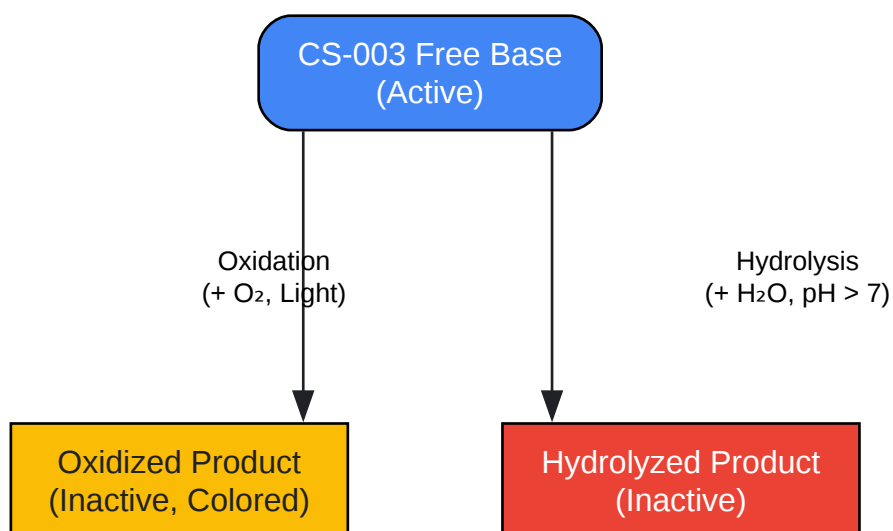 CS-003 Free Base
(Active)
Oxidation
(+ O₂, Light)
Hydrolysis
(+ H₂O, pH > 7)
Oxidized Product
(Inactive, Colored)
Hydrolyzed Product
(Inactive)